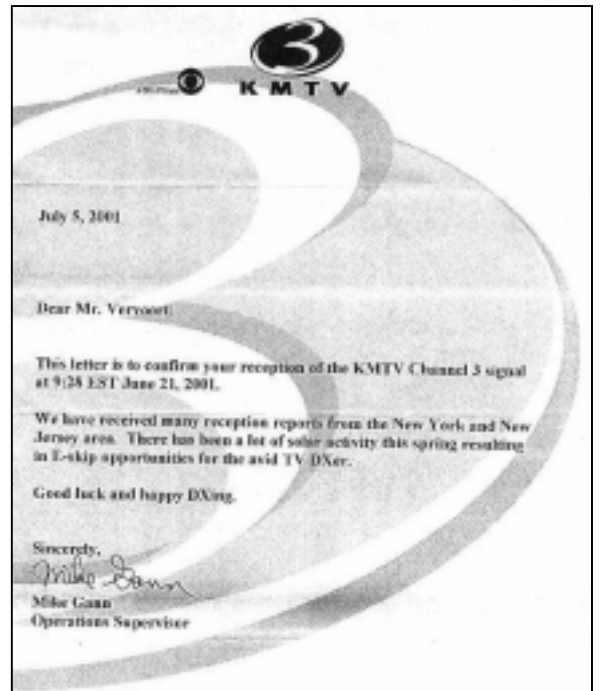 3
KMTV
July 5, 2001
Dear Mr. Vervoort:
This letter is to confirm your reception of the KMTV Channel 3 signal
at 9:28 EST June 21, 2001.
We have received many reception reports from the New York and New
Jersey area. There has been a lot of solar activity this spring resulting
in E-skip opportunities for the avid TV DXer.
Good luck and happy DXing.
Sincerely,
Mike Gann
Mike Gann
Operations Supervisor